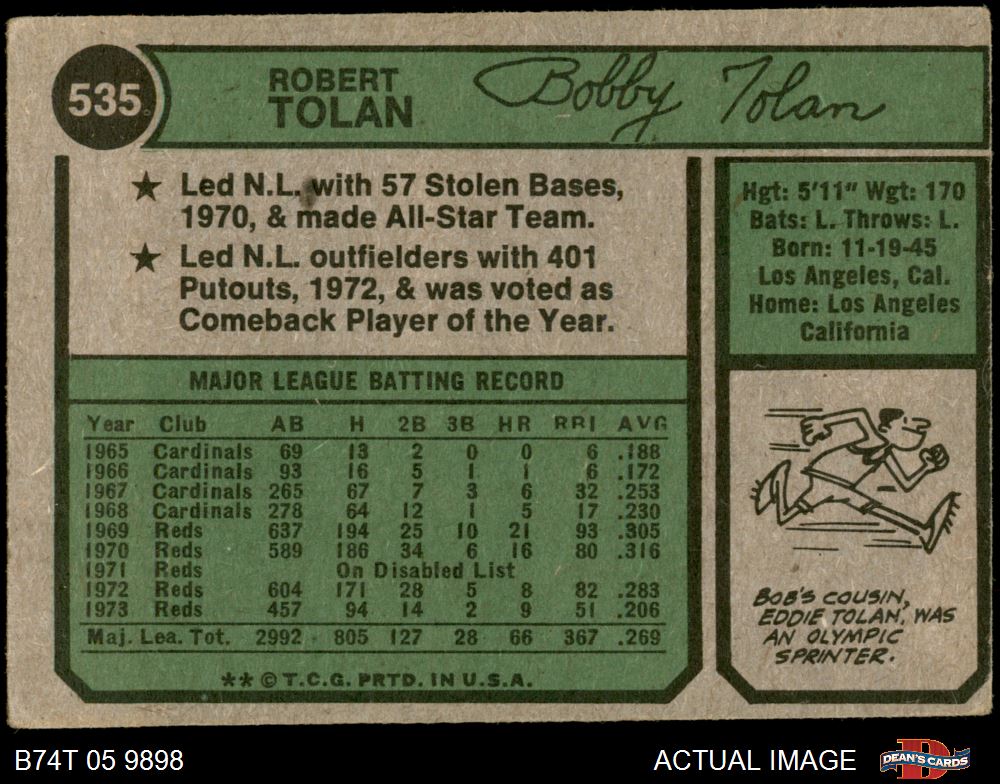 535
ROBERT
TOLAN
Bobby Tolan
★ Led N.L. with 57 Stolen Bases,
1970, & made All-Star Team.
★ Led N.L. outfielders with 401
Putouts, 1972, & was voted as
Comeback Player of the Year.
Hgt: 5'11" Wgt: 170
Bats: L. Throws: L.
Born: 11-19-45
Los Angeles, Cal.
Home: Los Angeles
California
MAJOR LEAGUE BATTING RECORD
Year Club AB H 2B 3B HR RBI AVG
1965 Cardinals 69 13 2 0 0 6 .188
1966 Cardinals 93 16 5 1 1 6 .172
1967 Cardinals 265 67 7 3 6 32 .253
1968 Cardinals 278 64 12 1 5 17 .230
1969 Reds 637 194 25 10 21 93 .305
1970 Reds 589 186 34 6 16 80 .316
1971 Reds On Disabled List
1972 Reds 604 171 28 5 8 82 .283
1973 Reds 457 94 14 2 9 51 .206
Maj. Lea. Tot. 2992 805 127 28 66 367 .269
**©T.C.G. PRTD. IN U.S.A.
BOB'S COUSIN,
EDDIE TOLAN, WAS
AN OLYMPIC
SPRINTER.
B74T 05 9898
ACTUAL IMAGE
D
DEAN'S CARDS